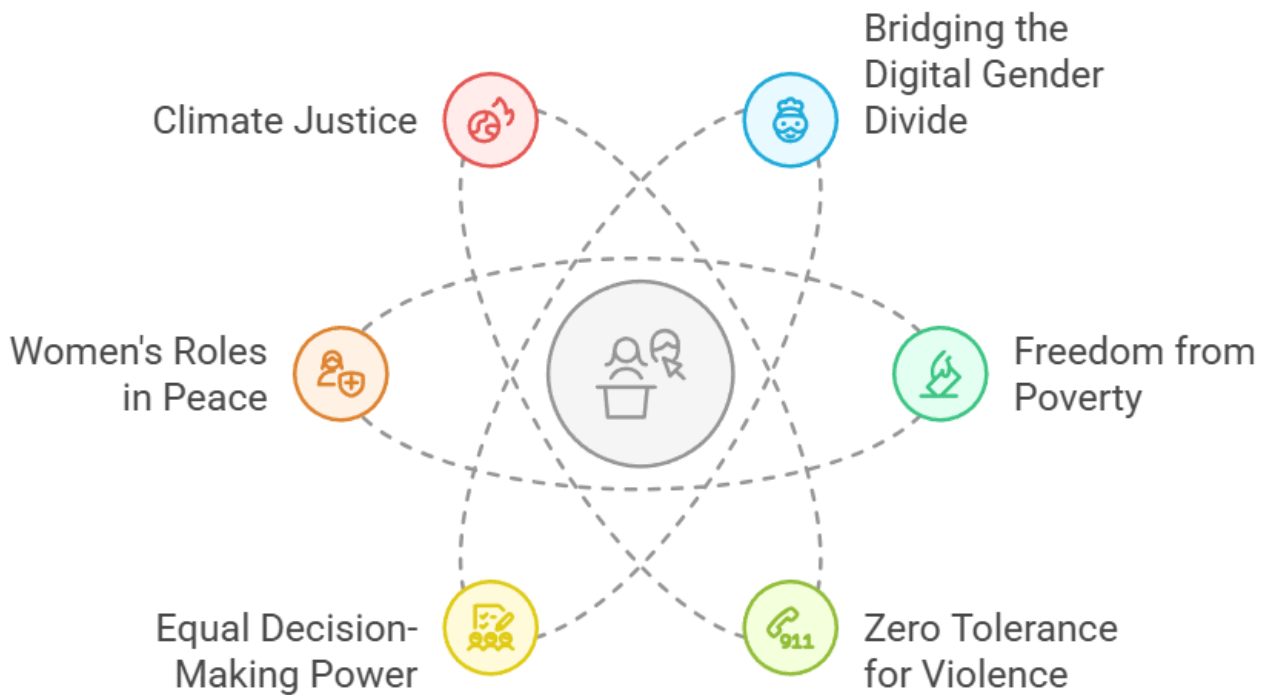 Bridging the
Digital Gender
Divide
Climate Justice
Women's Roles
in Peace
Freedom from
Poverty
Equal Decision-
Making Power
911
Zero Tolerance
for Violence